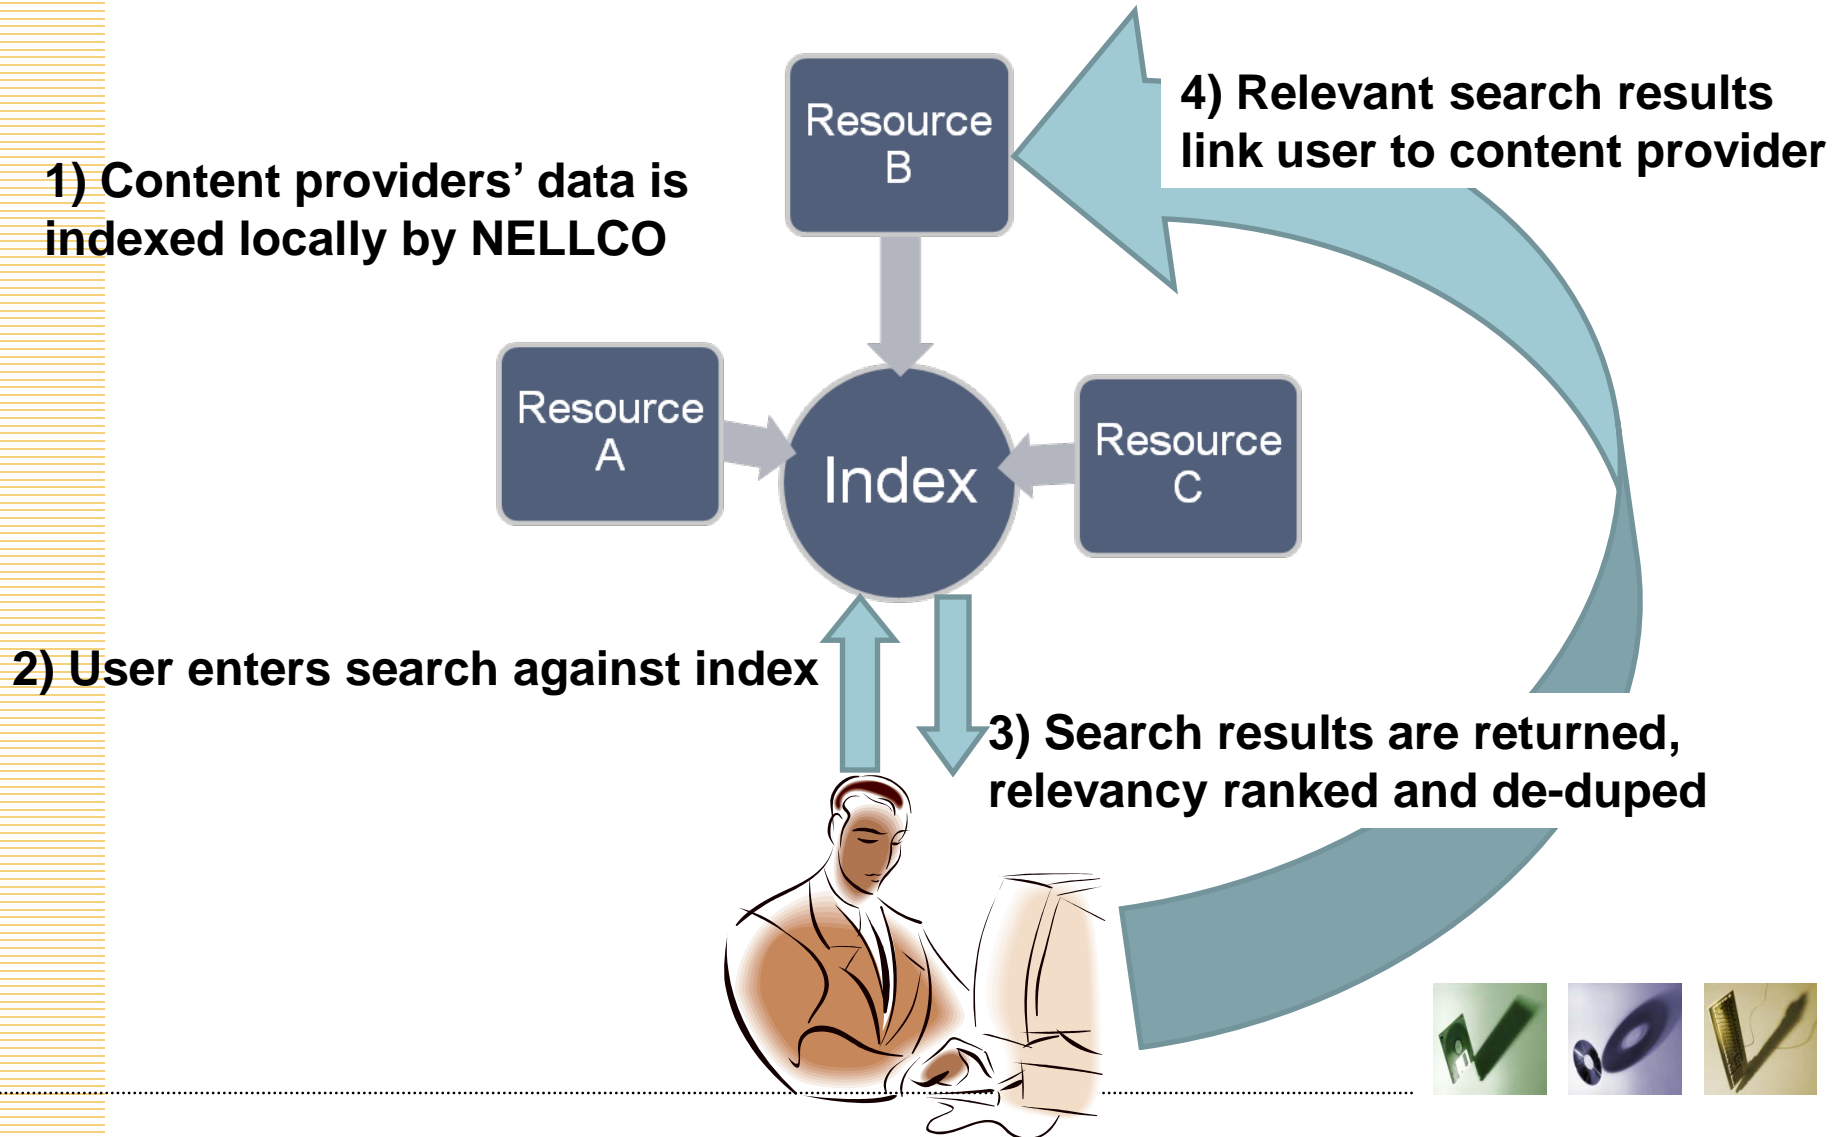 1) Content providers’ data is
indexed locally by NELLCO
Resource
B
4) Relevant search results
link user to content provider
Resource
A
Index
Resource
C
2) User enters search against index
3) Search results are returned,
relevancy ranked and de-duped